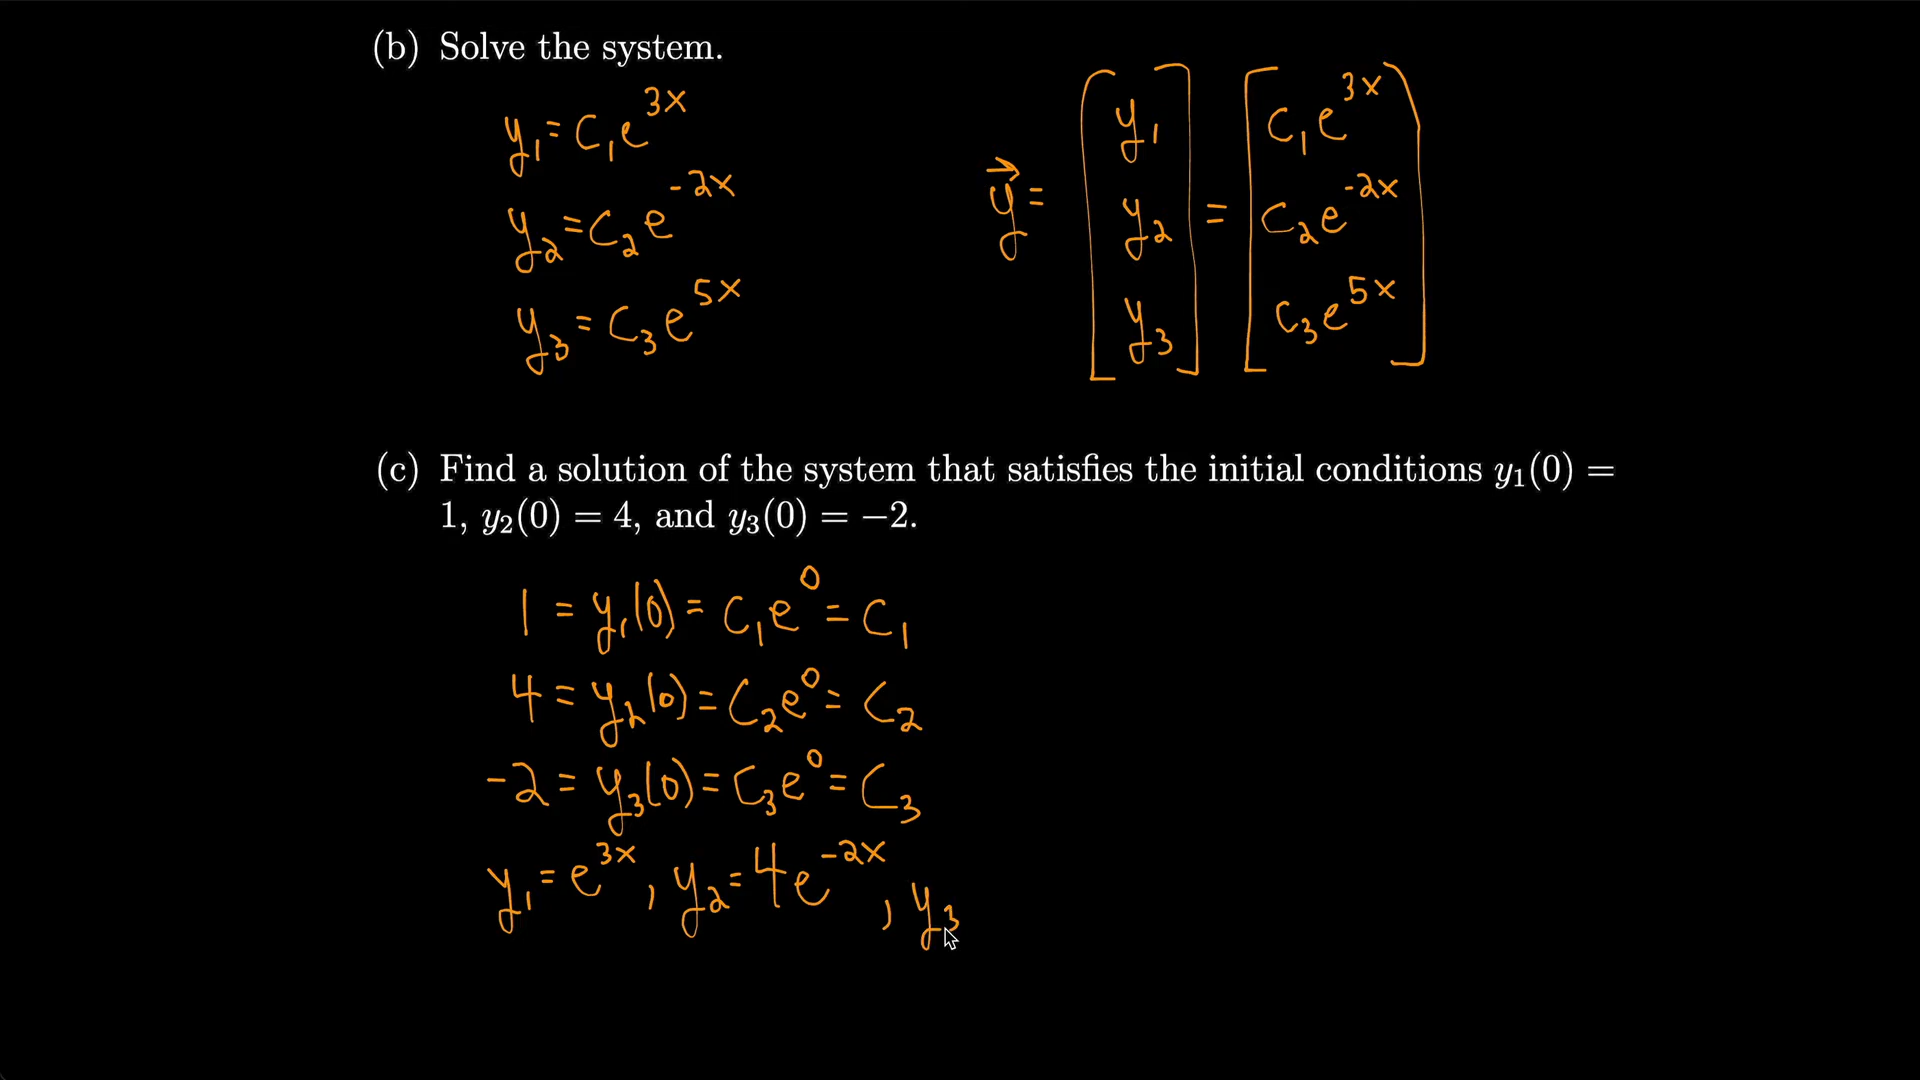 (b) Solve the system.
y₁ = c₁e^{3x}
y₂ = c₂e^{-2x}
y₃ = c₃e^{5x}
\vec{y} = [y₁ y₂ y₃] = [c₁e^{3x} c₂e^{-2x} c₃e^{5x}]
(c) Find a solution of the system that satisfies the initial conditions y₁(0) =
1, y₂(0) = 4, and y₃(0) = −2.
1 = y₁(0) = c₁e^0 = c₁
4 = y₂(0) = c₂e^0 = c₂
-2 = y₃(0) = c₃e^0 = c₃
y₁ = e^{3x}, y₂ = 4e^{-2x}, y₃